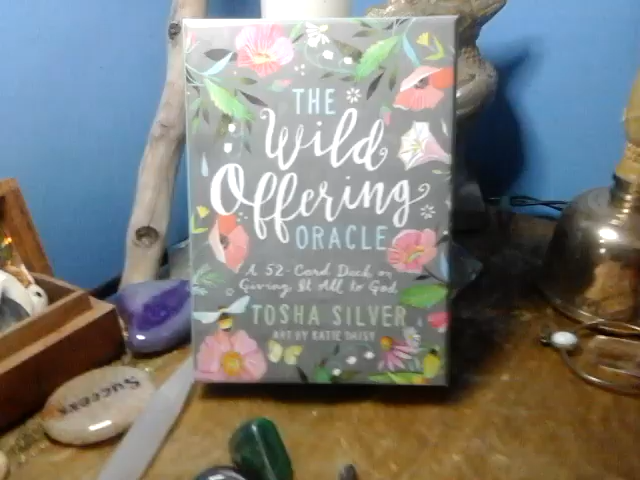 THE
Wild
Offering
ORACLE
A 52-Card Deck on
Giving It All to God
TOSHA SILVER
ART BY KATIE DAISY
Success